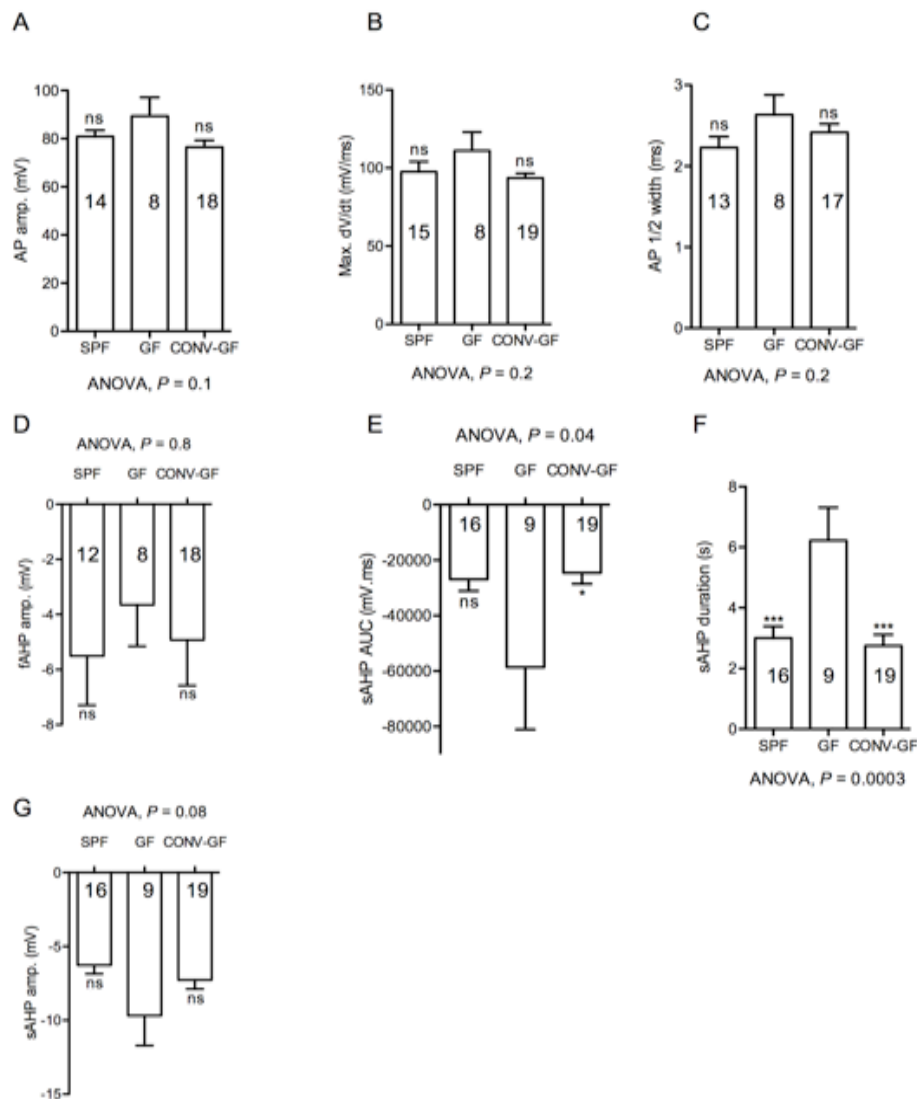 A
AP amp. (mV)
100
80
60
40
20
0
ns
ns
14
8
18
SPF GF CONV-GF
ANOVA, P = 0.1
B
Max. dV/dt (mV/ms)
150
100
50
0
ns
ns
15
8
19
SPF GF CONV-GF
ANOVA, P = 0.2
C
AP 1/2 width (ms)
3
2
1
0
ns
ns
13
8
17
SPF GF CONV-GF
ANOVA, P = 0.2
D
ANOVA, P = 0.8
SPF GF CONV-GF
fAHP amp. (mV)
0
-2
-4
-6
-8
12
8
18
ns
ns
E
ANOVA, P = 0.04
SPF GF CONV-GF
sAHP AUC (mV.ms)
0
-20000
-40000
-60000
-80000
16
9
19
ns
*
F
sAHP duration (s)
8
6
4
2
0
***
***
16
9
19
SPF GF CONV-GF
ANOVA, P = 0.0003
G
ANOVA, P = 0.08
SPF GF CONV-GF
sAHP amp. (mV)
0
-5
-10
-15
16
9
19
ns
ns